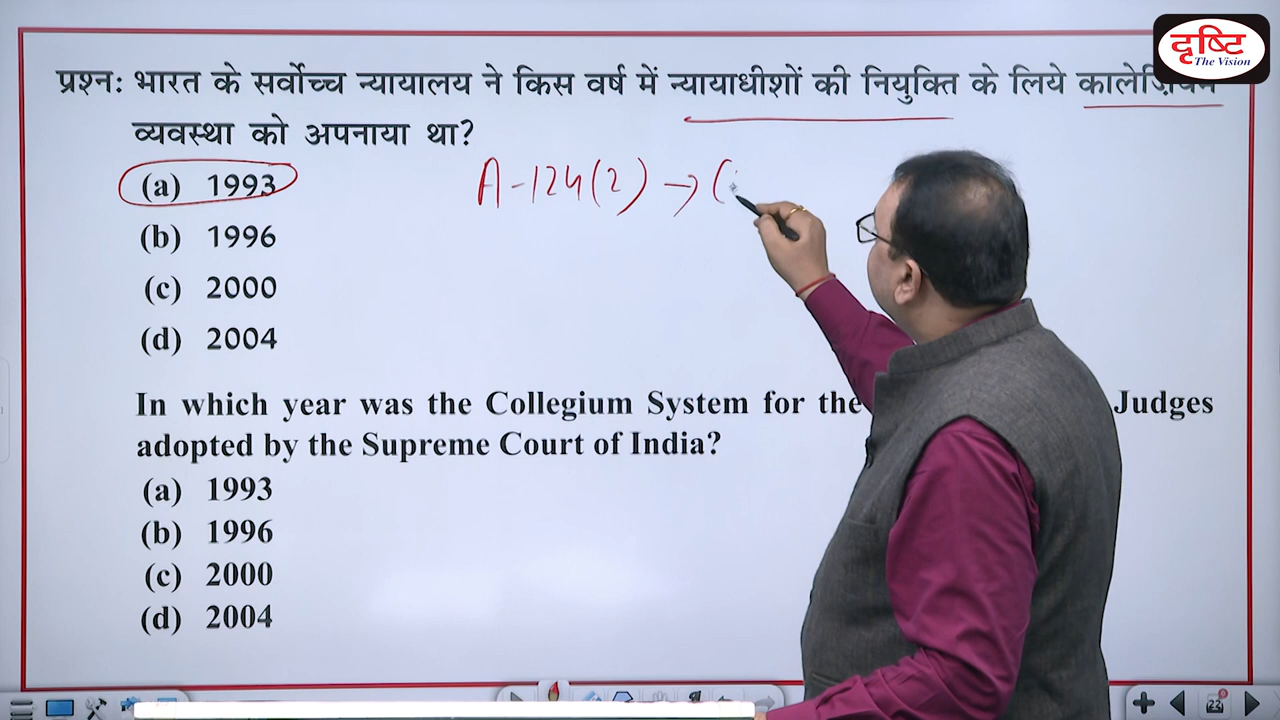 दृष्टि
The Vision
प्रश्न: भारत के सर्वोच्च न्यायालय ने किस वर्ष में न्यायाधीशों की नियुक्ति के लिये
व्यवस्था को अपनाया था?
(a) 1993
A-124(2) → (
(b) 1996
(c) 2000
(d) 2004
In which year was the Collegium System for the Judges
adopted by the Supreme Court of India?
(a) 1993
(b) 1996
(c) 2000
(d) 2004
22